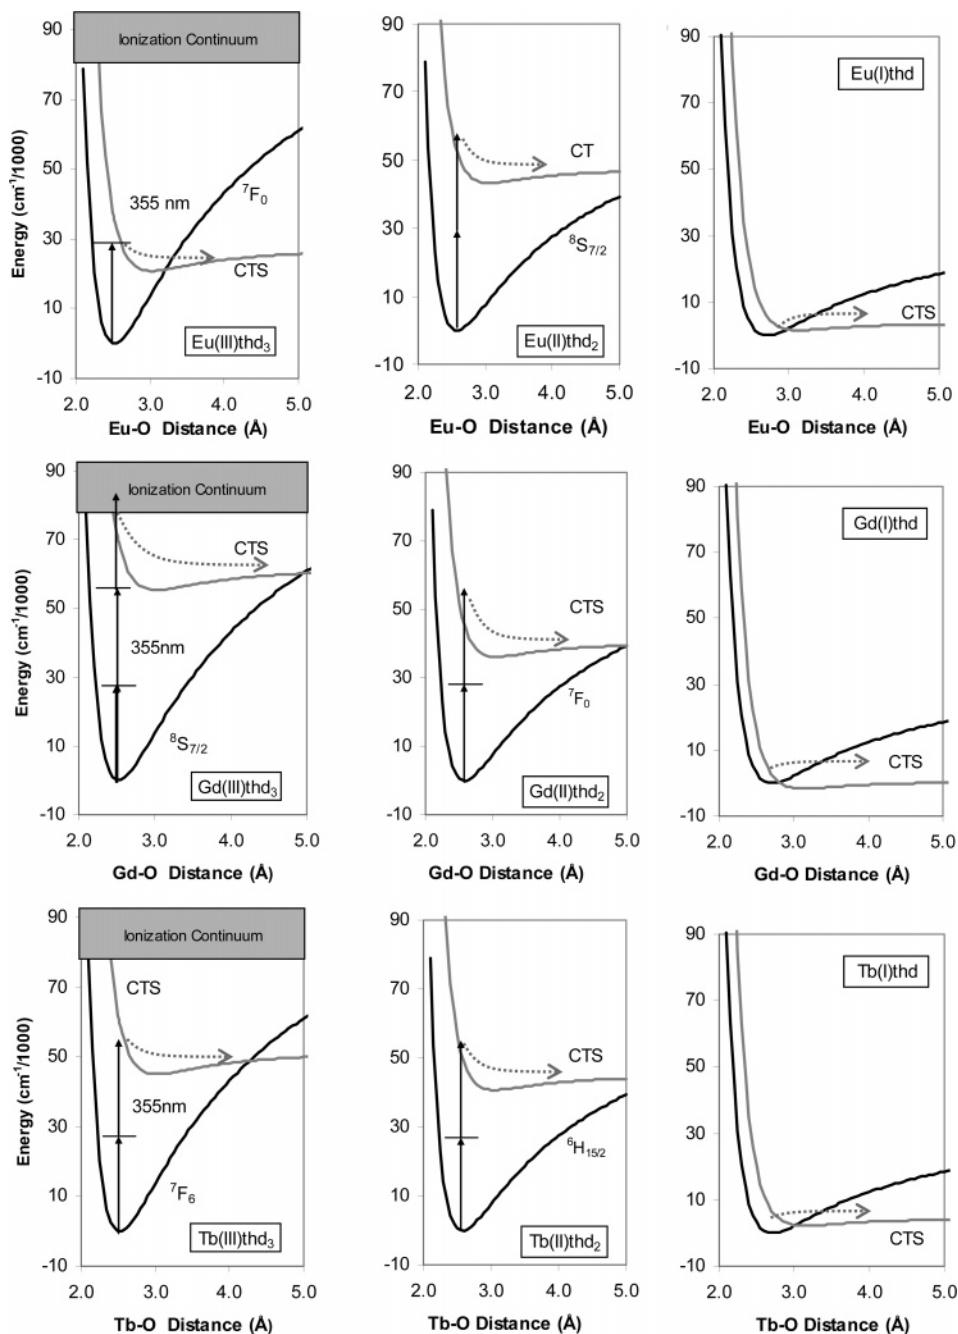 90
Ionization Continuum
70
50
30
10
-10
Energy (cm⁻¹/1000)
355 nm
⁷F₀
CTS
Eu(III)thd₃
2.0 3.0 4.0 5.0
Eu-O Distance (Å)
90
70
50
30
10
-10
CT
⁸S₇/₂
Eu(II)thd₂
2.0 3.0 4.0 5.0
Eu-O Distance (Å)
90
70
50
30
10
-10
Eu(I)thd
CTS
2.0 3.0 4.0 5.0
Eu-O Distance (Å)
90
Ionization Continuum
70
50
30
10
-10
Energy (cm⁻¹/1000)
CTS
355nm
⁸S₇/₂
Gd(III)thd₃
2.0 3.0 4.0 5.0
Gd-O Distance (Å)
90
70
50
30
10
-10
CTS
⁷F₀
Gd(II)thd₂
2.0 3.0 4.0 5.0
Gd-O Distance (Å)
90
70
50
30
10
-10
Gd(I)thd
CTS
2.0 3.0 4.0 5.0
Gd-O Distance (Å)
90
Ionization Continuum
70
50
30
10
-10
Energy (cm⁻¹/1000)
CTS
355nm
⁷F₆
Tb(III)thd₃
2.0 3.0 4.0 5.0
Tb-O Distance (Å)
90
70
50
30
10
-10
CTS
⁶H₁₅/₂
Tb(II)thd₂
2.0 3.0 4.0 5.0
Tb-O Distance (Å)
90
70
50
30
10
-10
Tb(I)thd
CTS
2.0 3.0 4.0 5.0
Tb-O Distance (Å)